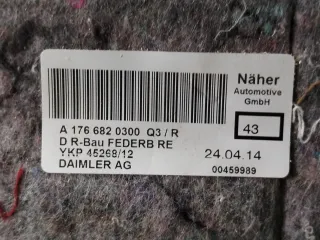 Näher
Automotive
GmbH
43
A 176 682 0300 Q3 / R
D R-Bau FEDERB RE
YKP 45268/12
DAIMLER AG
24.04.14
00459989